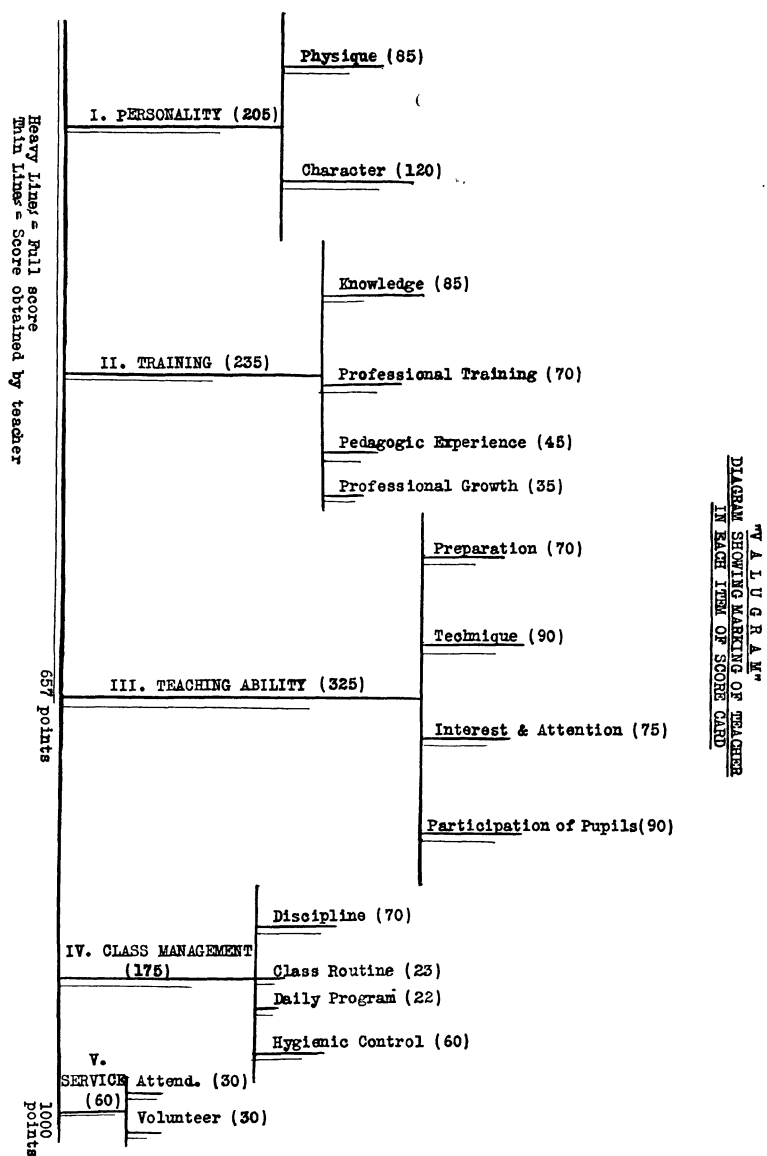 "V A L U G R A M"
DIAGRAM SHOWING MARKING OF TEACHER
IN EACH ITEM OF SCORE CARD
Physique (85)
I. PERSONALITY (205)
Character (120)
Knowledge (85)
II. TRAINING (235)
Professional Training (70)
Pedagogic Experience (45)
Professional Growth (35)
Preparation (70)
Technique (90)
III. TEACHING ABILITY (325)
Interest & Attention (75)
Participation of Pupils(90)
Discipline (70)
IV. CLASS MANAGEMENT
(175)
Class Routine (23)
Daily Program (22)
Hygienic Control (60)
V.
SERVICE
(60)
Attend. (30)
Volunteer (30)
657 points
1000
points
Heavy Lines = Full score
Thin Lines = Score obtained by teacher